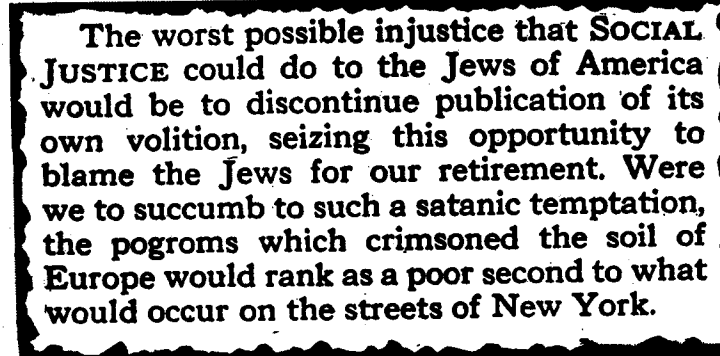 The worst possible injustice that SOCIAL
JUSTICE could do to the Jews of America
would be to discontinue publication of its
own volition, seizing this opportunity to
blame the Jews for our retirement. Were
we to succumb to such a satanic temptation,
the pogroms which crimsoned the soil of
Europe would rank as a poor second to what
would occur on the streets of New York.